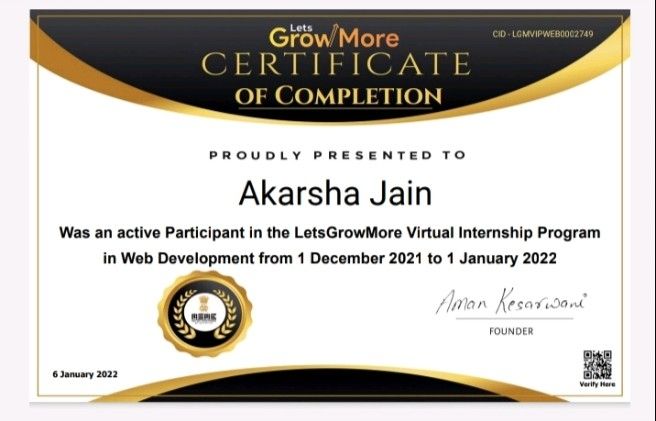 Lets
GrowMore
CID - LGMVIPWEB0002749
CERTIFICATE
OF COMPLETION
PROUDLY PRESENTED TO
Akarsha Jain
Was an active Participant in the LetsGrowMore Virtual Internship Program
in Web Development from 1 December 2021 to 1 January 2022
MSME
Aman Kesarwani
FOUNDER
6 January 2022
Verify Here